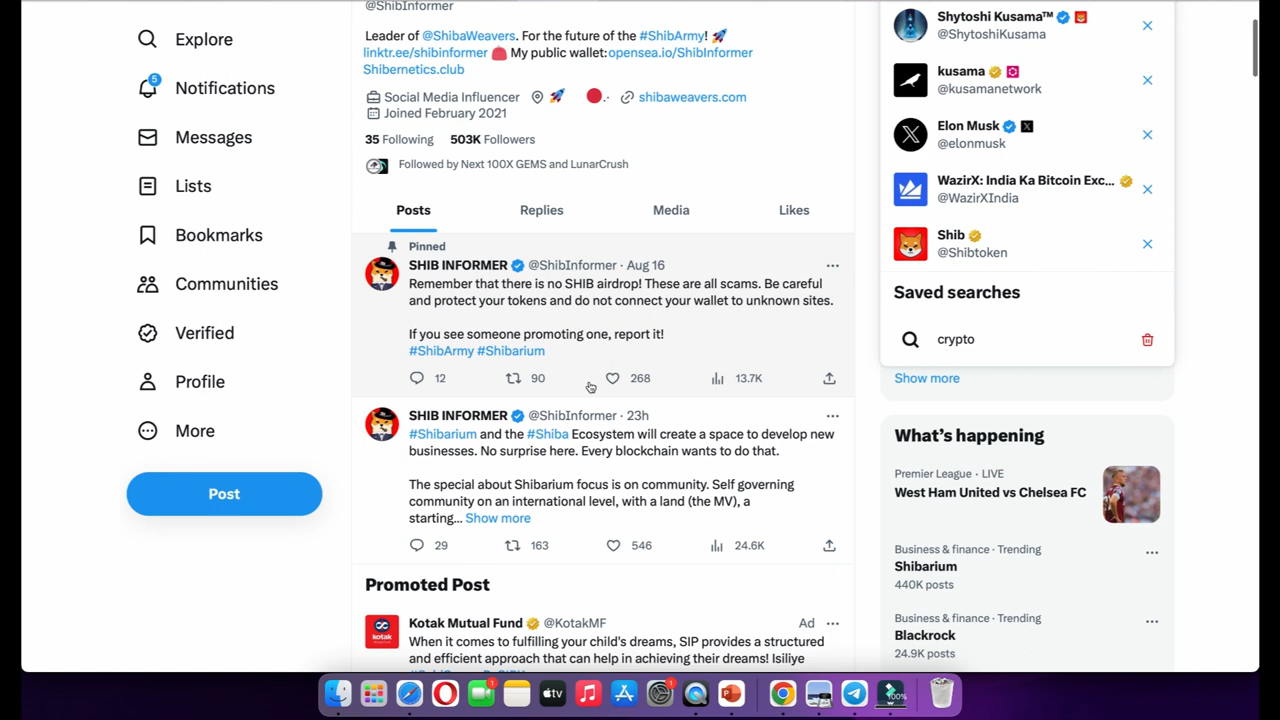 @ShibInformer
Leader of @ShibaWeavers. For the future of the #ShibArmy! 🚀
linktr.ee/shibinformer 👛 My public wallet:opensea.io/ShibInformer
Shibernetics.club
Social Media Influencer 🚀 🔴.· shibaweavers.com
Joined February 2021
35 Following 503K Followers
Followed by Next 100X GEMS and LunarCrush
Posts Replies Media Likes
Pinned
SHIB INFORMER @ShibInformer · Aug 16
Remember that there is no SHIB airdrop! These are all scams. Be careful
and protect your tokens and do not connect your wallet to unknown sites.
If you see someone promoting one, report it!
#ShibArmy #Shibarium
12 90 268 13.7K
SHIB INFORMER @ShibInformer · 23h
#Shibarium and the #Shiba Ecosystem will create a space to develop new
businesses. No surprise here. Every blockchain wants to do that.
The special about Shibarium focus is on community. Self governing
community on an international level, with a land (the MV), a
starting... Show more
29 163 546 24.6K
Promoted Post
Kotak Mutual Fund @KotakMF Ad
When it comes to fulfilling your child's dreams, SIP provides a structured
and efficient approach that can help in achieving their dreams! Isiliye
Explore
5
Notifications
Messages
Lists
Bookmarks
Communities
Verified
Profile
More
Post
Shytoshi Kusama™
@ShytoshiKusama
kusama
@kusamanetwork
Elon Musk
@elonmusk
WazirX: India Ka Bitcoin Exc...
@WazirXIndia
Shib
@Shibtoken
Saved searches
crypto
Show more
What's happening
Premier League · LIVE
West Ham United vs Chelsea FC
Business & finance · Trending
Shibarium
440K posts
Business & finance · Trending
Blackrock
24.9K posts
kotak
1
tv
1
100%